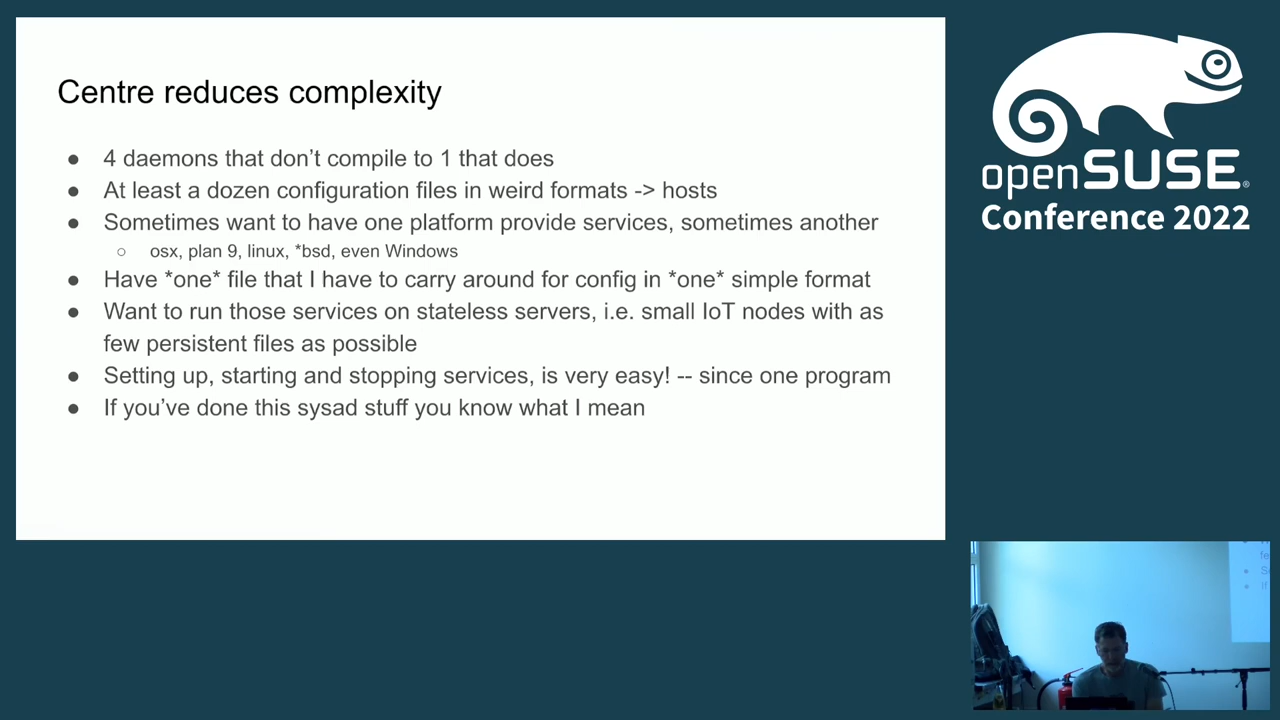 Centre reduces complexity
● 4 daemons that don’t compile to 1 that does
● At least a dozen configuration files in weird formats -> hosts
● Sometimes want to have one platform provide services, sometimes another
○ osx, plan 9, linux, *bsd, even Windows
● Have *one* file that I have to carry around for config in *one* simple format
● Want to run those services on stateless servers, i.e. small IoT nodes with as
few persistent files as possible
● Setting up, starting and stopping services, is very easy! -- since one program
● If you’ve done this sysad stuff you know what I mean
openSUSE®
Conference 2022